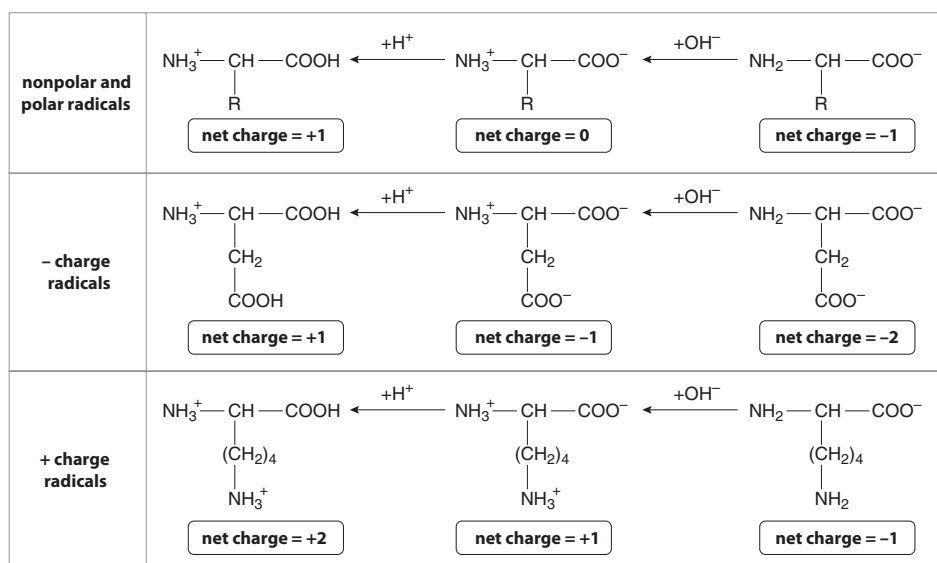 nonpolar and
polar radicals
NH₃⁺—CH—COOH
+H⁺
NH₃⁺—CH—COO⁻
+OH⁻
NH₂—CH—COO⁻
R
R
R
net charge = +1
net charge = 0
net charge = –1
– charge
radicals
NH₃⁺—CH—COOH
+H⁺
NH₃⁺—CH—COO⁻
+OH⁻
NH₂—CH—COO⁻
CH₂
CH₂
CH₂
COOH
COO⁻
COO⁻
net charge = +1
net charge = –1
net charge = –2
+ charge
radicals
NH₃⁺—CH—COOH
+H⁺
NH₃⁺—CH—COO⁻
+OH⁻
NH₂—CH—COO⁻
(CH₂)₄
(CH₂)₄
(CH₂)₄
NH₃⁺
NH₃⁺
NH₂
net charge = +2
net charge = +1
net charge = –1